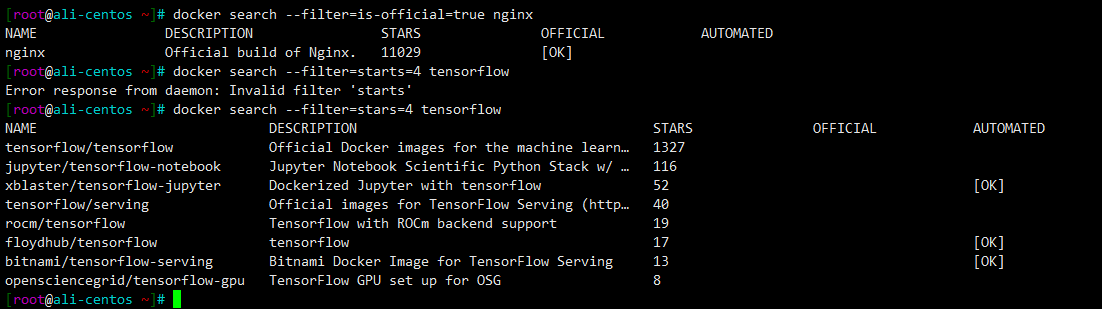 [root@ali-centos ~]# docker search --filter=is-official=true nginx
NAME                DESCRIPTION                STARS               OFFICIAL            AUTOMATED
nginx               Official build of Nginx.   11029               [OK]
[root@ali-centos ~]# docker search --filter=starts=4 tensorflow
Error response from daemon: Invalid filter 'starts'
[root@ali-centos ~]# docker search --filter=stars=4 tensorflow
NAME                             DESCRIPTION                                     STARS               OFFICIAL            AUTOMATED
tensorflow/tensorflow            Official Docker images for the machine learn…   1327
jupyter/tensorflow-notebook      Jupyter Notebook Scientific Python Stack w/ …   116
xblaster/tensorflow-jupyter      Dockerized Jupyter with tensorflow              52                                      [OK]
tensorflow/serving               Official images for TensorFlow Serving (http…   40
rocm/tensorflow                  Tensorflow with ROCm backend support            19
floydhub/tensorflow              tensorflow                                      17                                      [OK]
bitnami/tensorflow-serving       Bitnami Docker Image for TensorFlow Serving     13                                      [OK]
opensciencegrid/tensorflow-gpu   TensorFlow GPU set up for OSG                   8
[root@ali-centos ~]#